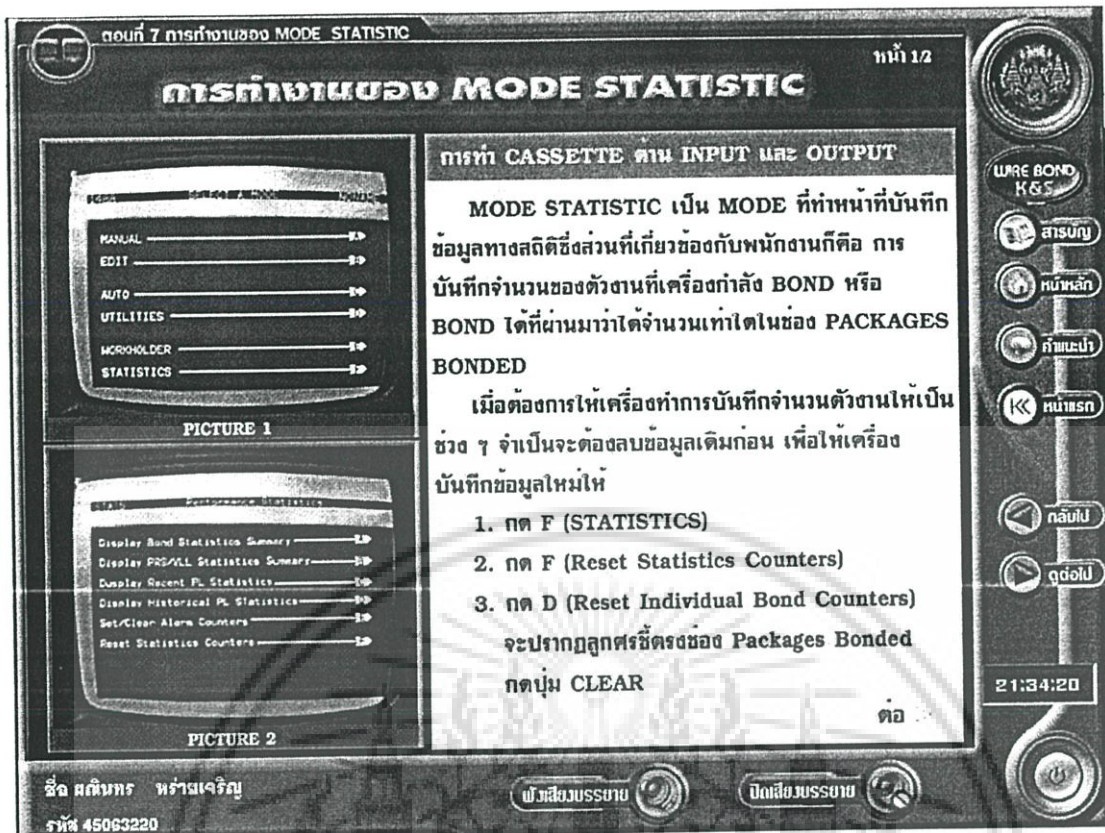 ตอนที่ 7 การทำงานของ MODE STATISTIC
หน้า 1/2
การทำงานของ MODE STATISTIC
SELECT A MODE
MANUAL
EDIT
AUTO
UTILITIES
WORKHOLDER
STATISTICS
PICTURE 1
Performance Statistics
Display Bond Statistics Summary
Display PRS/VLL Statistics Summary
Display Recent PL Statistics
Display Historical PL Statistics
Set/Clear Alarm Counters
Reset Statistics Counters
PICTURE 2
การทำ CASSETTE ด้าน INPUT และ OUTPUT
MODE STATISTIC เป็น MODE ที่ทำหน้าที่บันทึก
ข้อมูลทางสถิติซึ่งส่วนที่เกี่ยวข้องกับพนักงานก็คือ การ
บันทึกจำนวนของตัวงานที่เครื่องกำลัง BOND หรือ
BOND ได้ที่ผ่านมาว่าได้จำนวนเท่าใดในช่อง PACKAGES
BONDED
เมื่อต้องการให้เครื่องทำการบันทึกจำนวนตัวงานให้เป็น
ช่วง ๆ จำเป็นจะต้องลบข้อมูลเดิมก่อน เพื่อให้เครื่อง
บันทึกข้อมูลใหม่ให้
1. กด F (STATISTICS)
2. กด F (Reset Statistics Counters)
3. กด D (Reset Individual Bond Counters)
จะปรากฏลูกศรชี้ตรงช่อง Packages Bonded
กดปุ่ม CLEAR
ต่อ
WIRE BOND
K&S
สารบัญ
หน้าหลัก
คำแนะนำ
หน้าแรก
กลับไป
ดูต่อไป
21:34:20
ชื่อ ผณินทร หร่ายเจริญ
รหัส 45063220
ฟังเสียงบรรยาย
ปิดเสียงบรรยาย